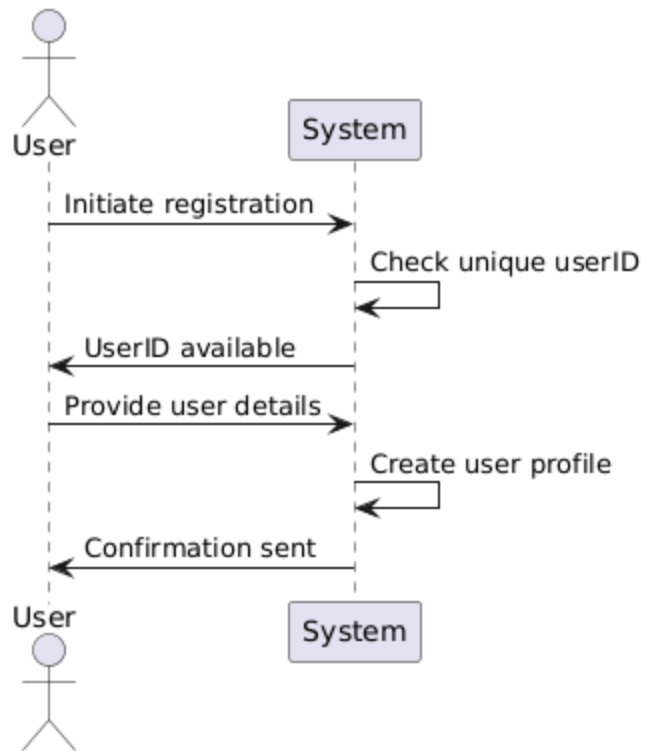 User
System
Initiate registration
Check unique userID
UserID available
Provide user details
Create user profile
Confirmation sent
User
System